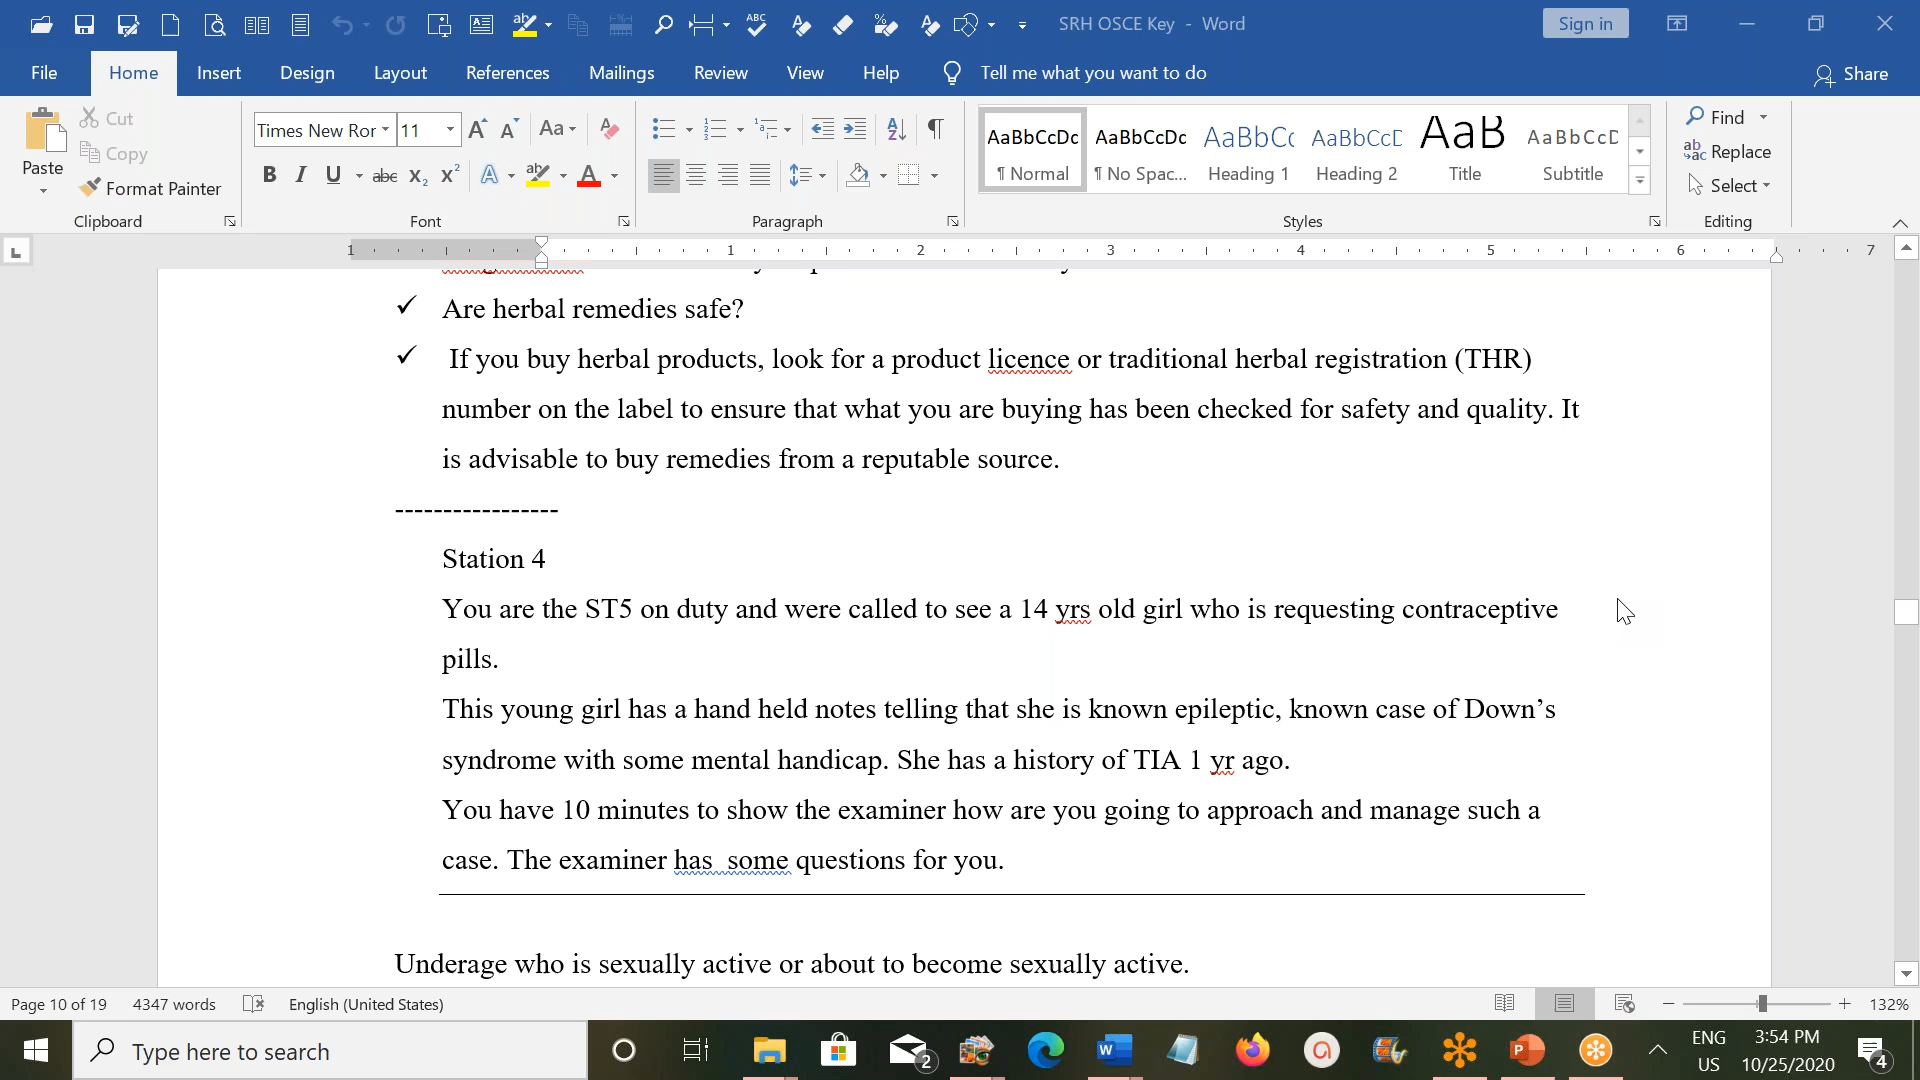 SRH OSCE Key - Word
Sign in
File Home Insert Design Layout References Mailings Review View Help Tell me what you want to do Share
Paste
Cut
Copy
Format Painter
Clipboard
Times New Ror 11
Font
Paragraph
AaBbCcDc AaBbCcDc AaBbCc AaBbCcE AaB AaBbCcD
¶ Normal ¶ No Spac... Heading 1 Heading 2 Title Subtitle
Styles
Find
Replace
Select
Editing
1 1 2 3 4 5 6 7
✓ Are herbal remedies safe?
✓ If you buy herbal products, look for a product licence or traditional herbal registration (THR)
number on the label to ensure that what you are buying has been checked for safety and quality. It
is advisable to buy remedies from a reputable source.
-----------------
Station 4
You are the ST5 on duty and were called to see a 14 yrs old girl who is requesting contraceptive
pills.
This young girl has a hand held notes telling that she is known epileptic, known case of Down’s
syndrome with some mental handicap. She has a history of TIA 1 yr ago.
You have 10 minutes to show the examiner how are you going to approach and manage such a
case. The examiner has  some questions for you.
Underage who is sexually active or about to become sexually active.
Page 10 of 19 4347 words English (United States) 132%
Type here to search
2
ENG
US
3:54 PM
10/25/2020
4